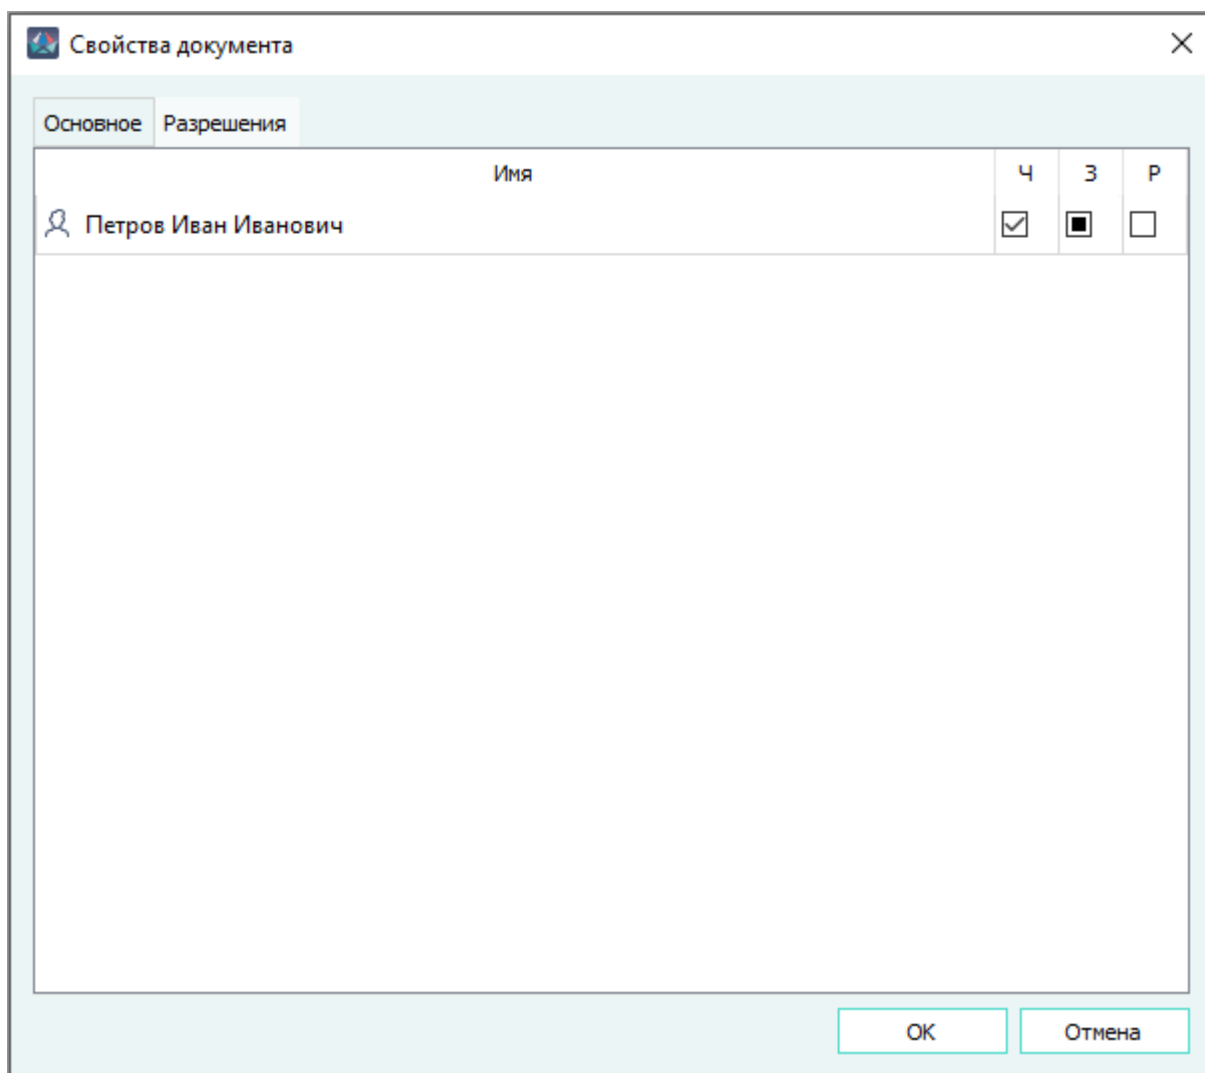 Свойства документа
Основное Разрешения
Имя Ч З Р
Петров Иван Иванович
ОК Отмена